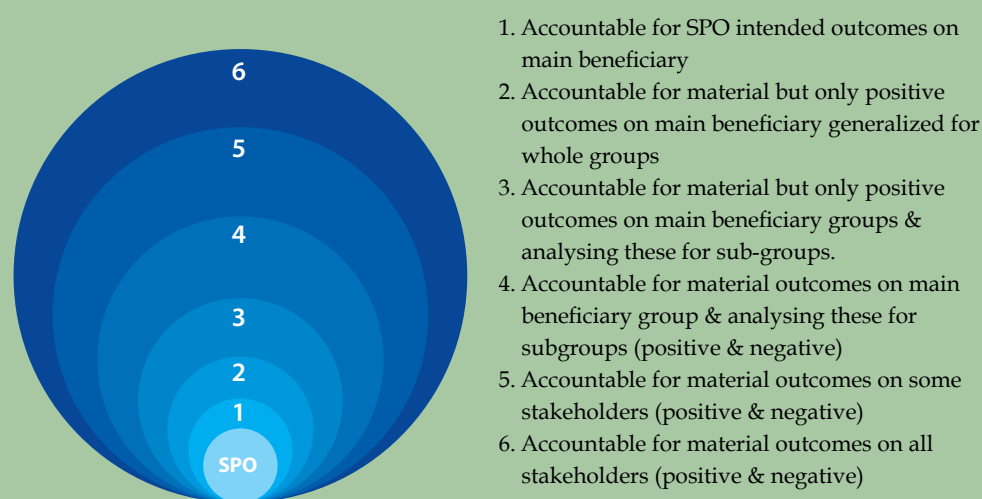 6
5
4
3
2
1
SPO
1. Accountable for SPO intended outcomes on
main beneficiary
2. Accountable for material but only positive
outcomes on main beneficiary generalized for
whole groups
3. Accountable for material but only positive
outcomes on main beneficiary groups &
analysing these for sub-groups.
4. Accountable for material outcomes on main
beneficiary group & analysing these for
subgroups (positive & negative)
5. Accountable for material outcomes on some
stakeholders (positive & negative)
6. Accountable for material outcomes on all
stakeholders (positive & negative)